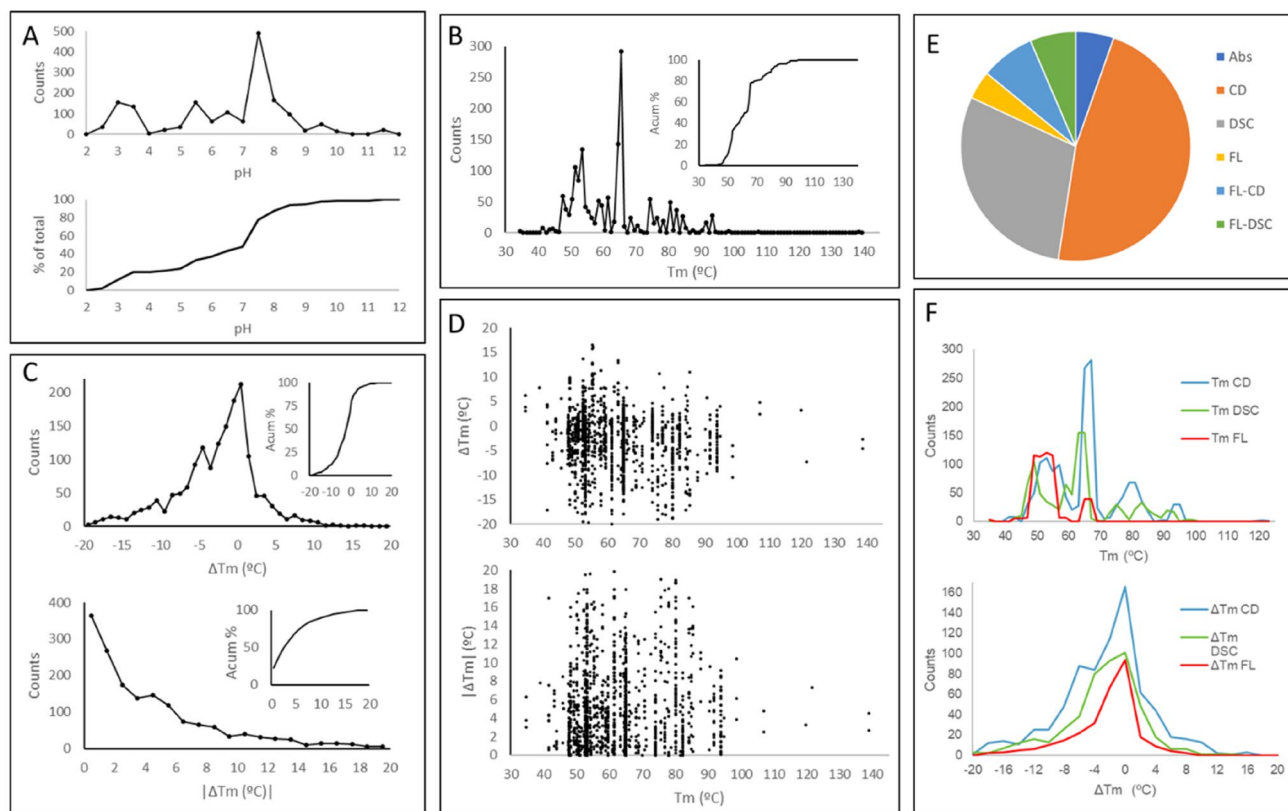 A
500
400
300
200
100
0
Counts
2 3 4 5 6 7 8 9 10 11 12
pH
100
80
60
40
20
0
% of total
2 3 4 5 6 7 8 9 10 11 12
pH
B
300
250
200
150
100
50
0
Counts
30 40 50 60 70 80 90 100 110 120 130 140 150
Tm (ºC)
100
80
60
40
20
0
Acum %
30 50 70 90 110 130
E
Abs
CD
DSC
FL
FL-CD
FL-DSC
C
200
150
100
50
0
Counts
-20 -15 -10 -5 0 5 10 15 20
ΔTm (ºC)
100
75
50
25
0
Acum %
-20 -10 0 10 20
400
300
200
100
0
Counts
0 2 4 6 8 10 12 14 16 18 20
|ΔTm (ºC)|
100
50
0
Acum %
0 5 10 15 20
D
20
15
10
5
0
-5
-10
-15
-20
ΔTm (ºC)
30 40 50 60 70 80 90 100 110 120 130 140
20
18
16
14
12
10
8
6
4
2
0
|ΔTm| (ºC)
30 40 50 60 70 80 90 100 110 120 130 140
Tm (ºC)
F
300
250
200
150
100
50
0
Counts
30 40 50 60 70 80 90 100 110 120
Tm (ºC)
Tm CD
Tm DSC
Tm FL
160
140
120
100
80
60
40
20
0
Counts
-20 -16 -12 -8 -4 0 4 8 12 16 20
ΔTm (ºC)
ΔTm CD
ΔTm
DSC
ΔTm FL